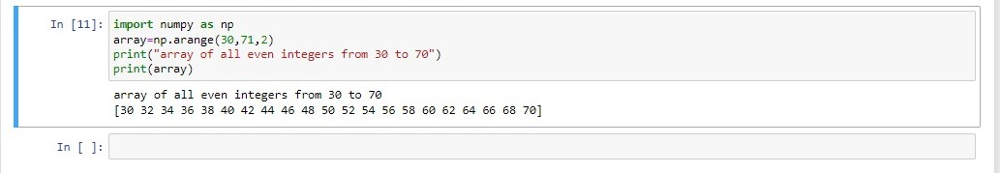 In [11]: import numpy as np
array=np.arange(30,71,2)
print("array of all even integers from 30 to 70")
print(array)
array of all even integers from 30 to 70
[30 32 34 36 38 40 42 44 46 48 50 52 54 56 58 60 62 64 66 68 70]
In [ ]: